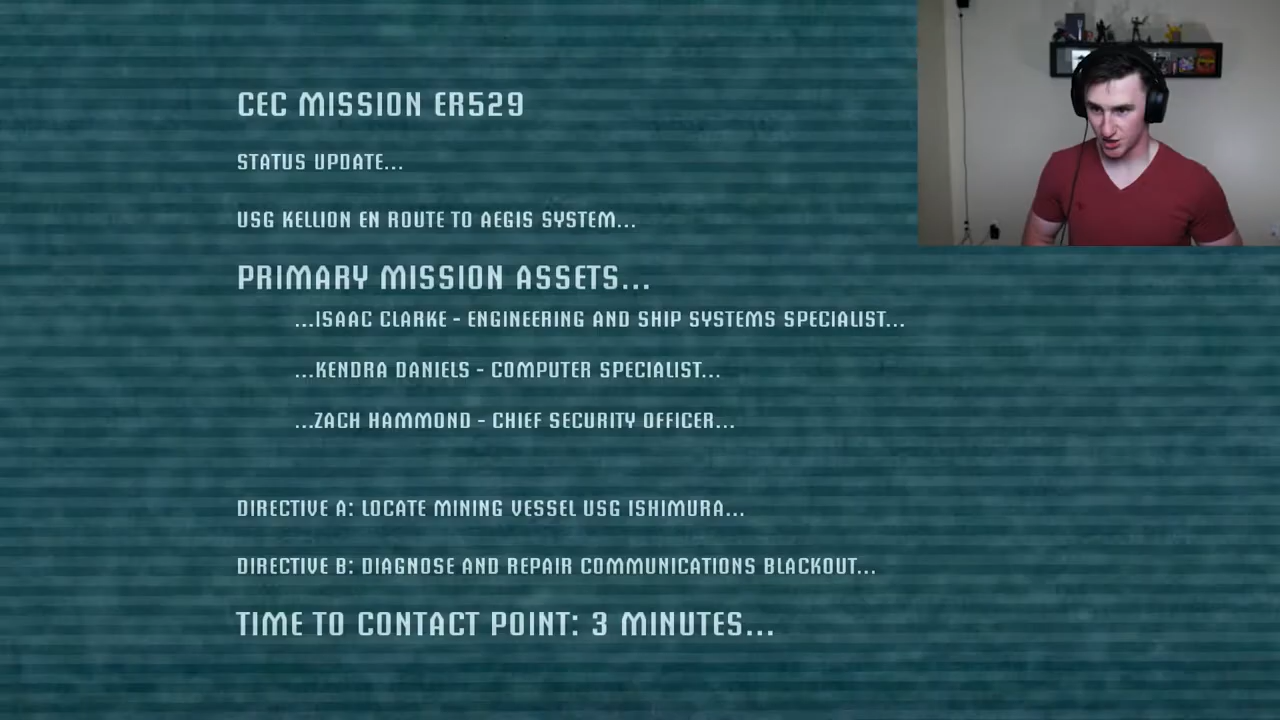 CEC MISSION ER529
STATUS UPDATE...
USG KELLION EN ROUTE TO AEGIS SYSTEM...
PRIMARY MISSION ASSETS...
...ISAAC CLARKE - ENGINEERING AND SHIP SYSTEMS SPECIALIST...
...KENDRA DANIELS - COMPUTER SPECIALIST...
...ZACH HAMMOND - CHIEF SECURITY OFFICER...
DIRECTIVE A: LOCATE MINING VESSEL USG ISHIMURA...
DIRECTIVE B: DIAGNOSE AND REPAIR COMMUNICATIONS BLACKOUT...
TIME TO CONTACT POINT: 3 MINUTES...